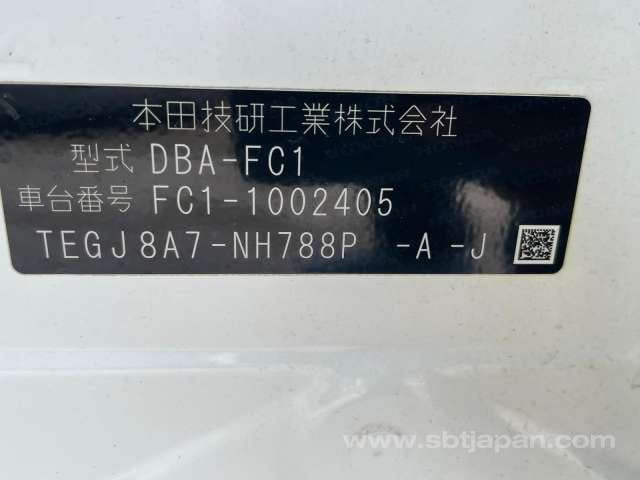 本田技研工業株式会社
型式 DBA-FC1
車台番号 FC1-1002405
TEGJ8A7-NH788P -A -J
www.sbtjapan.com